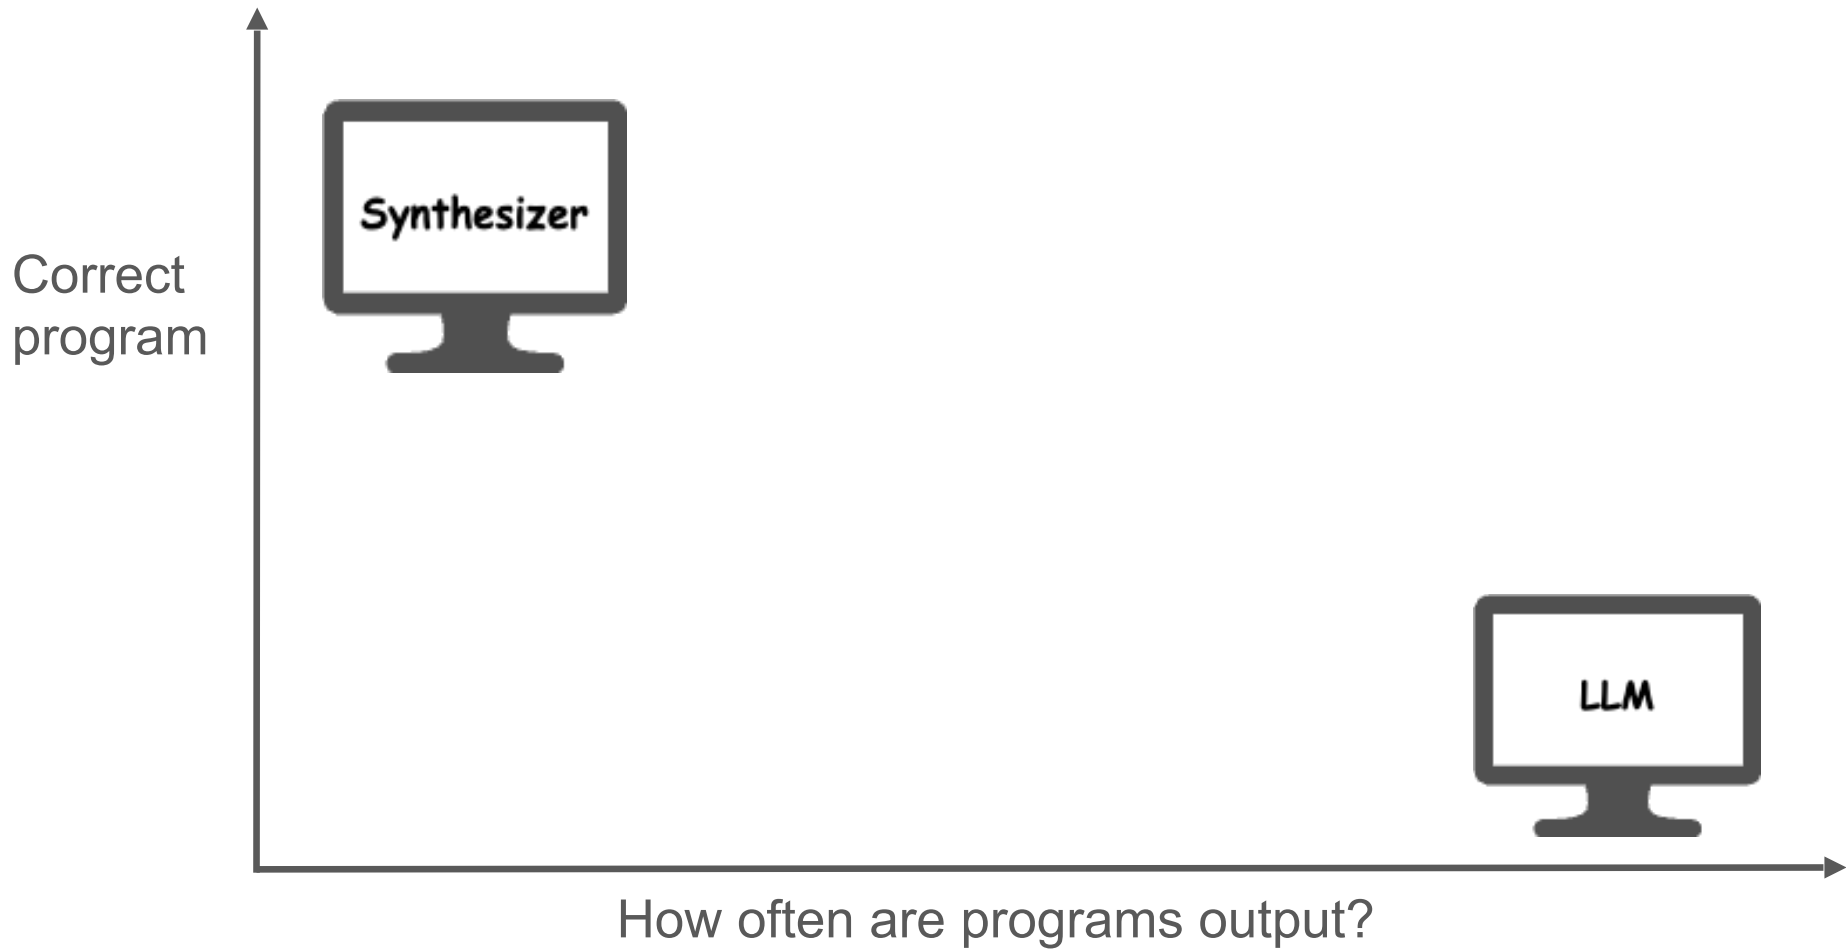 Synthesizer
Correct
program
LLM
How often are programs output?